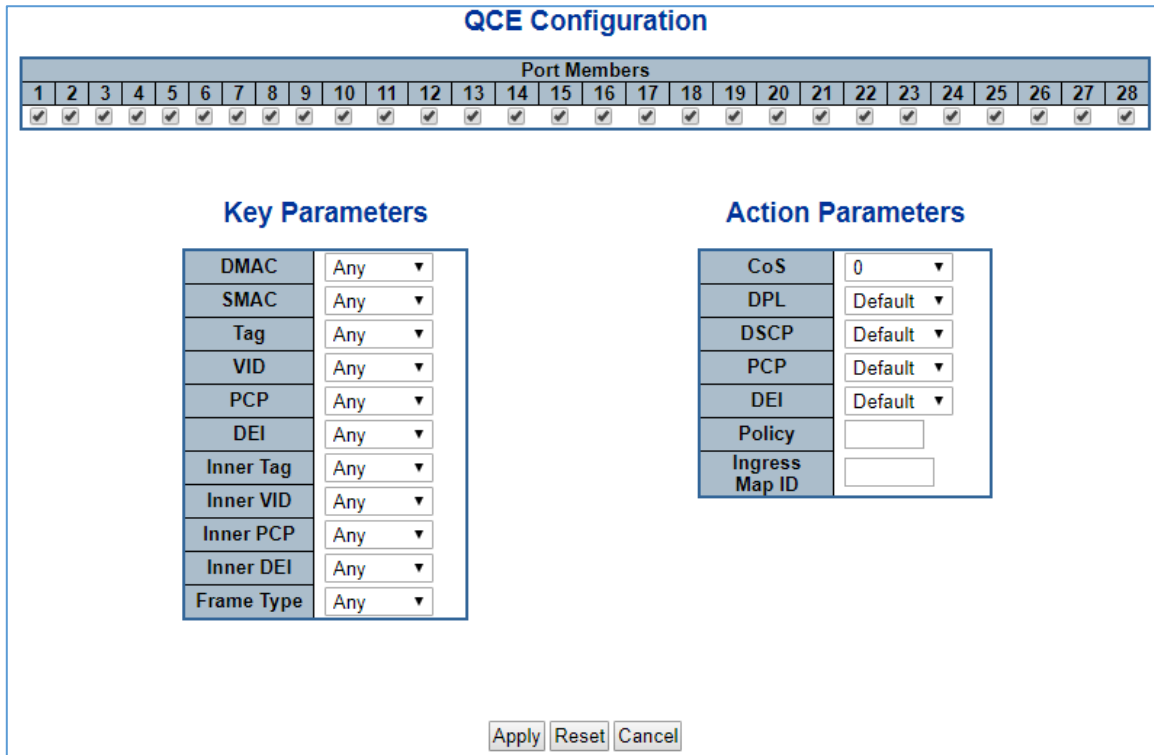 QCE Configuration
Port Members
1 2 3 4 5 6 7 8 9 10 11 12 13 14 15 16 17 18 19 20 21 22 23 24 25 26 27 28
Key Parameters
DMAC Any
SMAC Any
Tag Any
VID Any
PCP Any
DEI Any
Inner Tag Any
Inner VID Any
Inner PCP Any
Inner DEI Any
Frame Type Any
Action Parameters
CoS 0
DPL Default
DSCP Default
PCP Default
DEI Default
Policy
Ingress
Map ID
Apply Reset Cancel